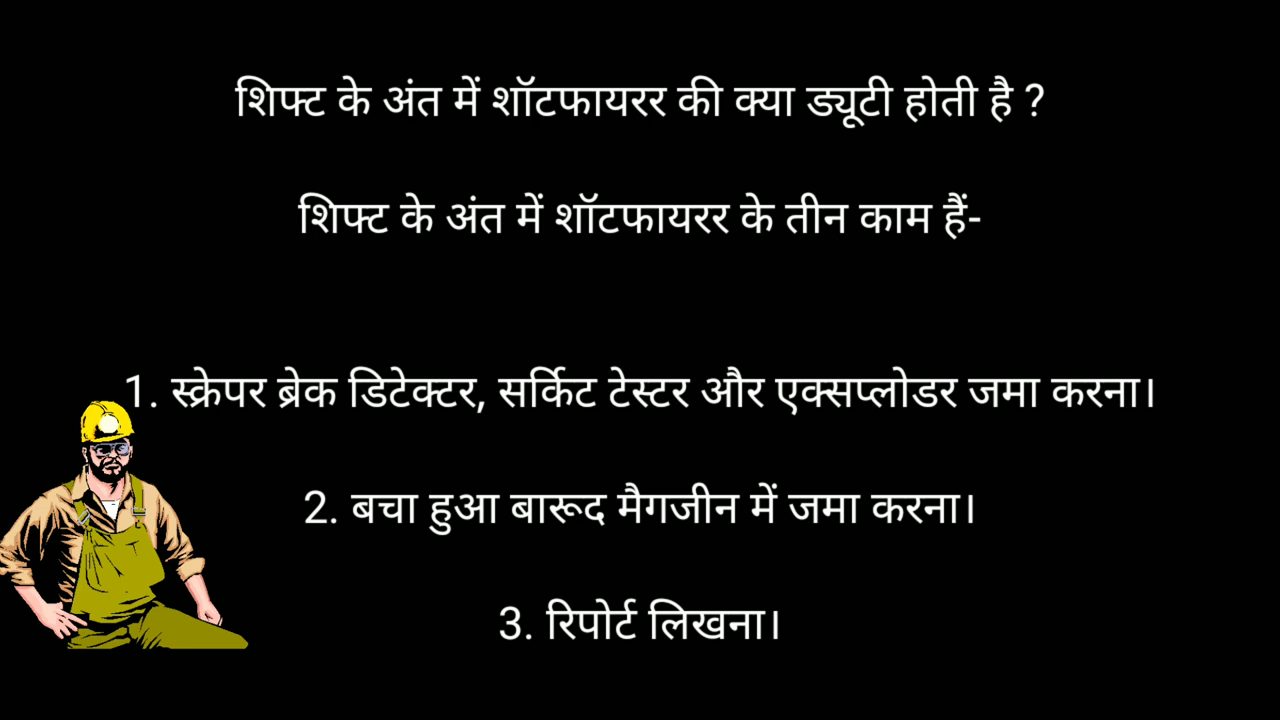 शिफ्ट के अंत में शॉटफायरर की क्या ड्यूटी होती है ?
शिफ्ट के अंत में शॉटफायरर के तीन काम हैं-
1. स्क्रेपर ब्रेक डिटेक्टर, सर्किट टेस्टर और एक्सप्लोडर जमा करना।
2. बचा हुआ बारूद मैगजीन में जमा करना।
3. रिपोर्ट लिखना।